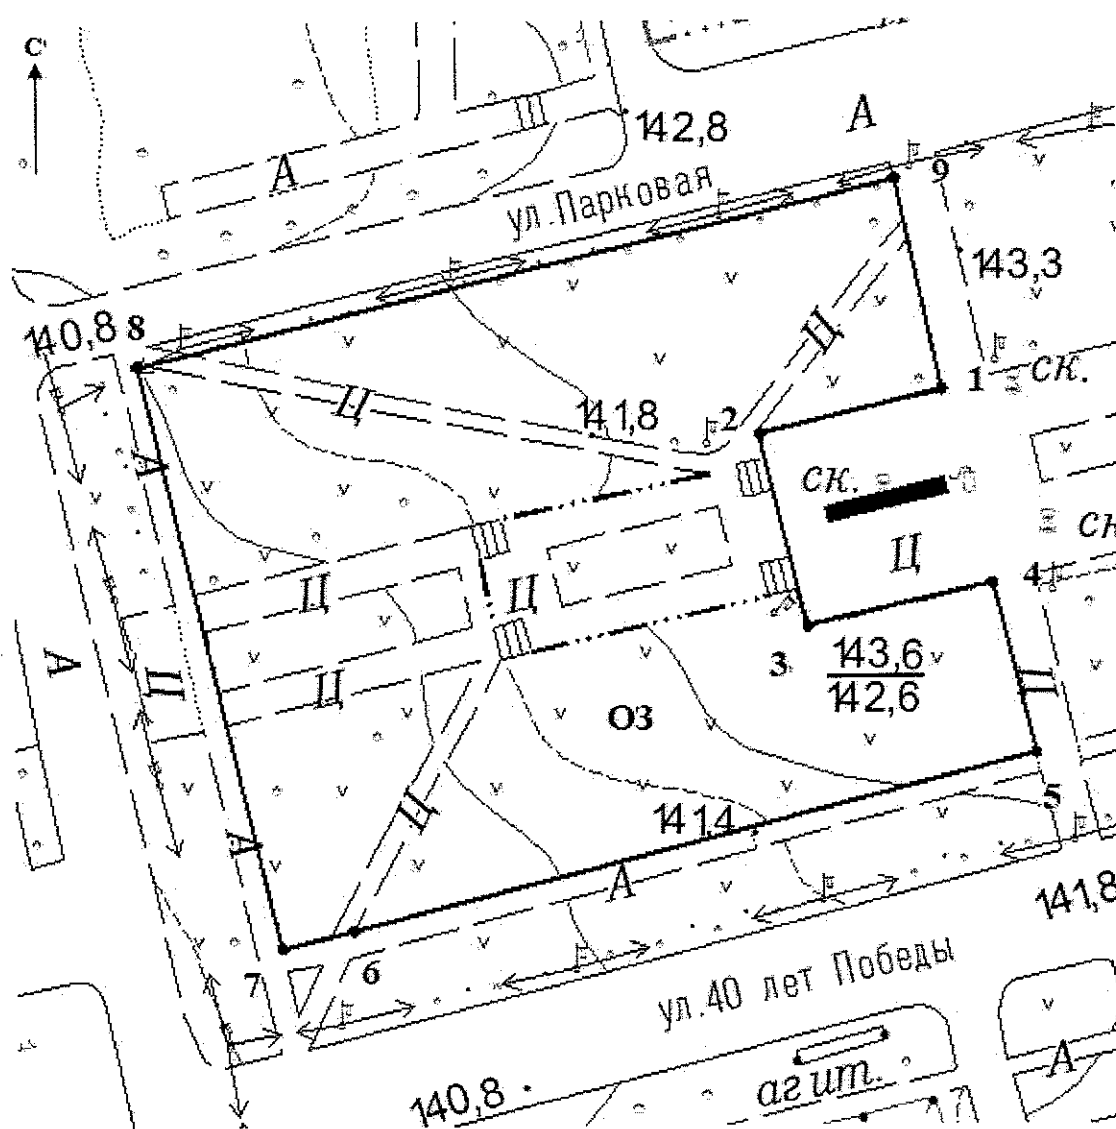 С
142,8
А
А
9
ул.Парковая
143,3
140,8
8
Ц
Ц
1
ск.
141,8
2
А
ск.
ск
Ц
4
Ц
Ц
А
Ц
3
143,6
142,6
Ц
Ц
ОЗ
5
Ц
141,4
А
А
141,8
7
6
ул.40 лет Победы
А
агит.
140,8